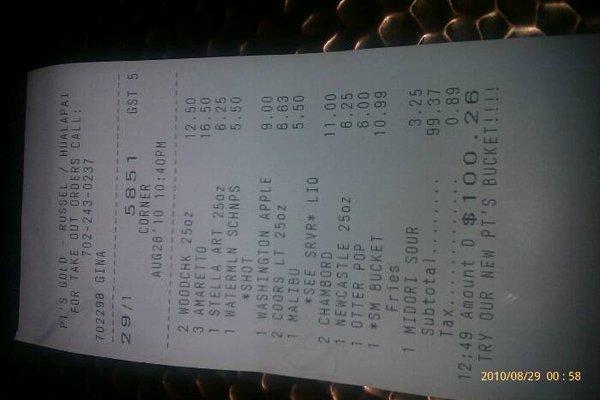 PT'S GOLD - RUSSEL / HUALAPAI
FOR TAKE OUT ORDERS CALL:
702-243-0237
702298 GINA
29/1 5851 GST 5
CORNER
AUG28'10 10:40PM
2 WOODCHK 25oz 12.50
3 AMARETTO 16.50
1 STELLA ART 25oz 6.25
1 WATERMLN SCHNPS 5.50
*SHOT
1 WASHINGTON APPLE 9.00
2 COORS LT 25oz 6.63
1 MALIBU 5.50
*SEE SRVR* LIQ
2 CHAMBORD 11.00
1 NEWCASTLE 25oz 6.25
1 OTTER POP 6.00
1 *SM BUCKET 10.99
Fries
1 MIDORI SOUR 3.25
Subtotal........ 99.37
Tax............. 0.89
12:49 Amount D $100.26
TRY OUR NEW PT'S BUCKET!!!!
2010/08/29 00:58